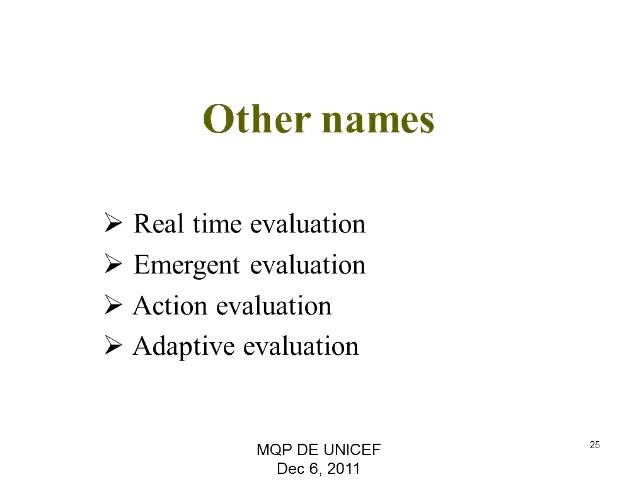 Other names
➢ Real time evaluation
➢ Emergent evaluation
➢ Action evaluation
➢ Adaptive evaluation
MQP DE UNICEF
Dec 6, 2011
25